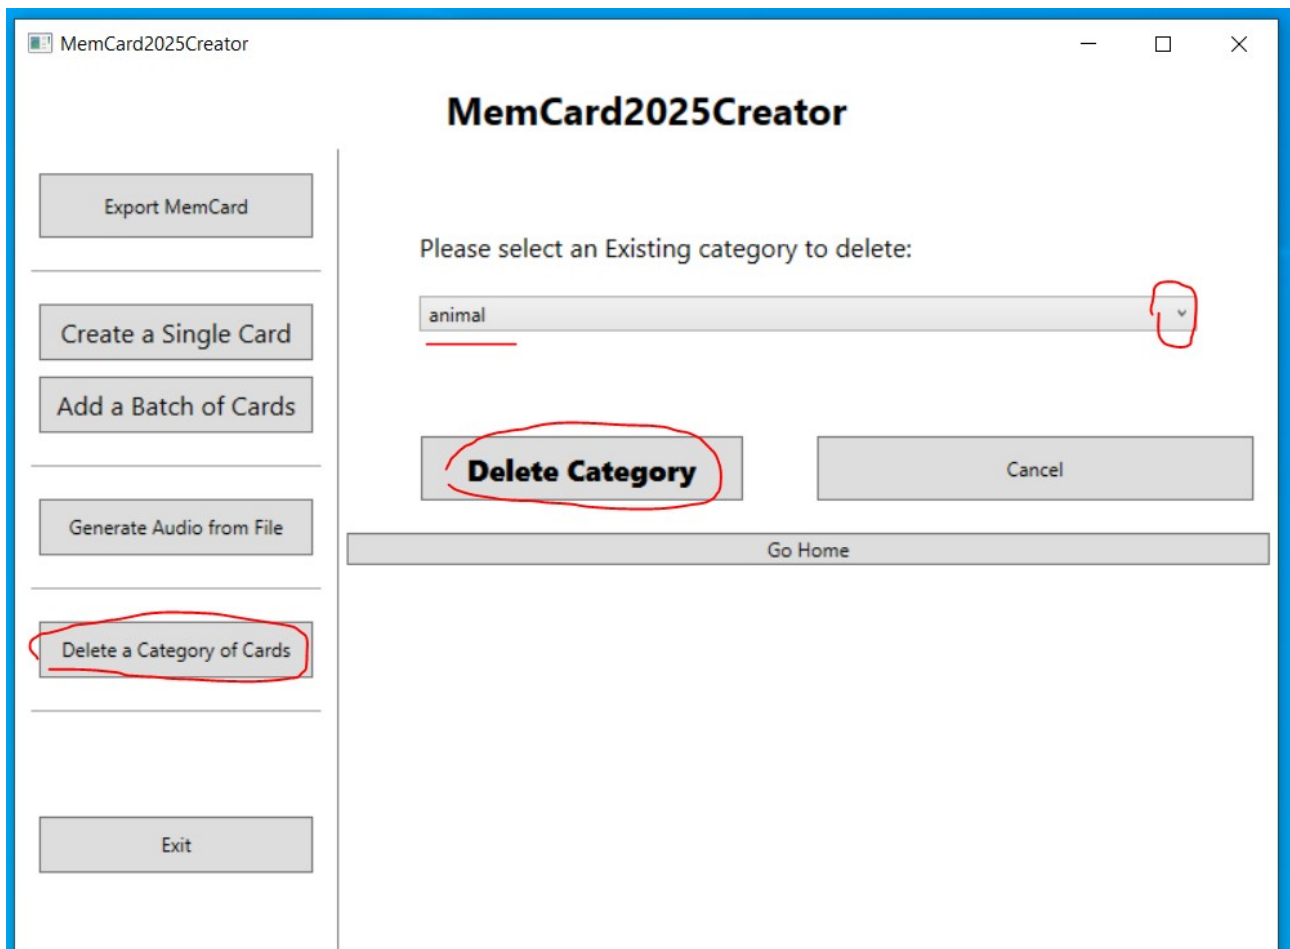 MemCard2025Creator
MemCard2025Creator
Export MemCard
Create a Single Card
Add a Batch of Cards
Generate Audio from File
Delete a Category of Cards
Exit
Please select an Existing category to delete:
animal
Delete Category
Cancel
Go Home